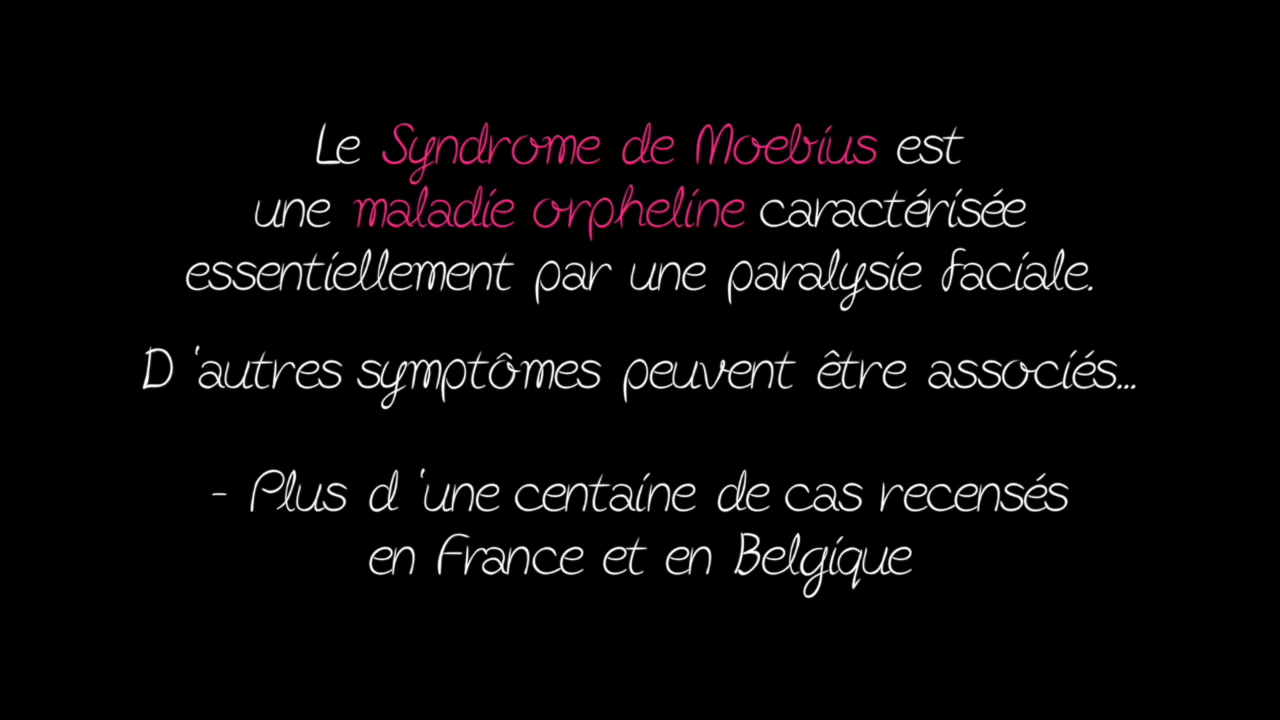 Le Syndrome de Moebius est
une maladie orpheline caractérisée
essentiellement par une paralysie faciale.
D 'autres symptômes peuvent être associés...
- Plus d 'une centaine de cas recensés
en France et en Belgique